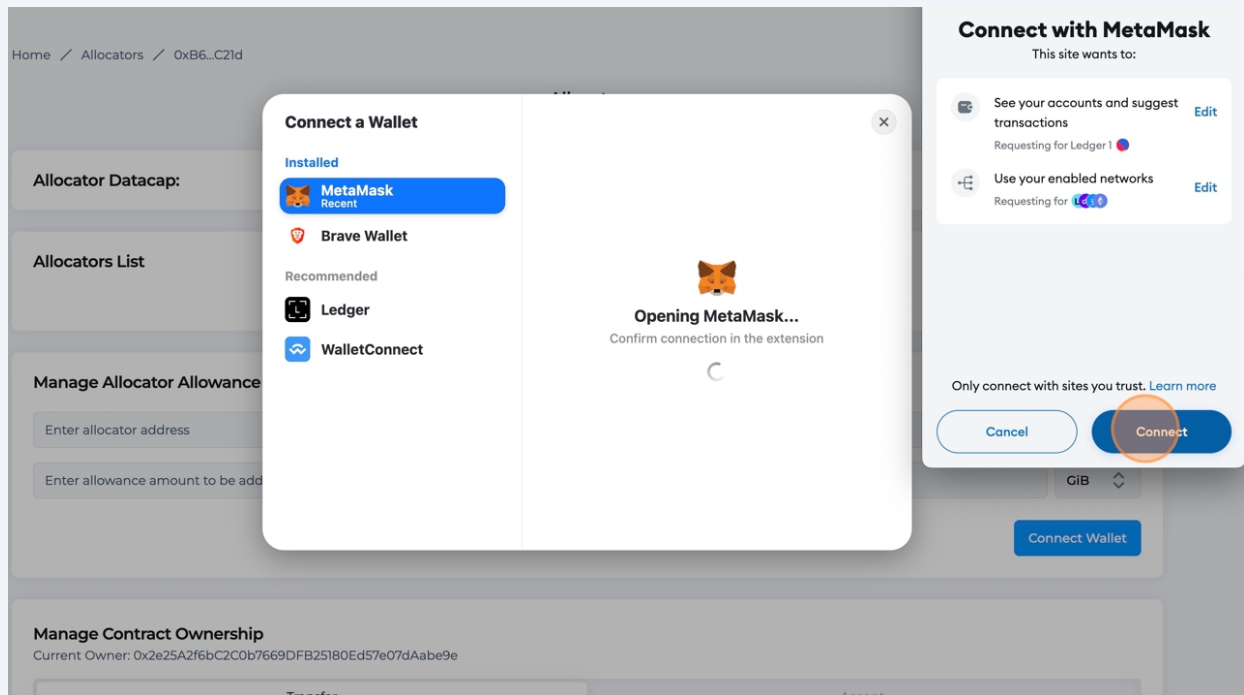 Home / Allocators / 0xB6...C21d
Allocator Datacap:
Allocators List
Manage Allocator Allowance
Enter allocator address
Enter allowance amount to be add
GiB
Connect Wallet
Manage Contract Ownership
Current Owner: 0x2e25A2f6bC2C0b7669DFB25180Ed57e07dAabe9e
Connect a Wallet
Installed
MetaMask
Recent
Brave Wallet
Recommended
Ledger
WalletConnect
Opening MetaMask...
Confirm connection in the extension
Connect with MetaMask
This site wants to:
See your accounts and suggest
transactions
Edit
Requesting for Ledger 1
Use your enabled networks
Edit
Requesting for
Only connect with sites you trust. Learn more
Cancel
Connect